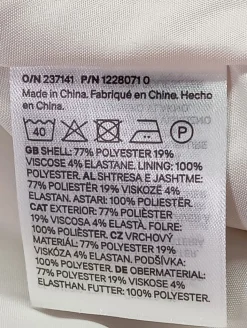 O/N 237141 P/N 1228071 0
Made in China. Fabriqué en Chine. Hecho
en China.
40 P
GB SHELL: 77% POLYESTER 19%
VISCOSE 4% ELASTANE. LINING: 100%
POLYESTER. AL SHTRESA E JASHTME:
77% POLIESTËR 19% VISKOZË 4%
ELASTAN. ASTARI: 100% POLIESTËR.
CAT EXTERIOR: 77% POLIÈSTER
19% VISCOSA 4% ELASTÀ. FOLRE:
100% POLIÈSTER. CZ VRCHOVÝ
MATERIÁL: 77% POLYESTER 19%
VISKÓZA 4% ELASTAN. PODŠÍVKA:
100% POLYESTER. DE OBERMATERIAL:
77% POLYESTER 19% VISKOSE 4%
ELASTHAN. FUTTER: 100% POLYESTER.